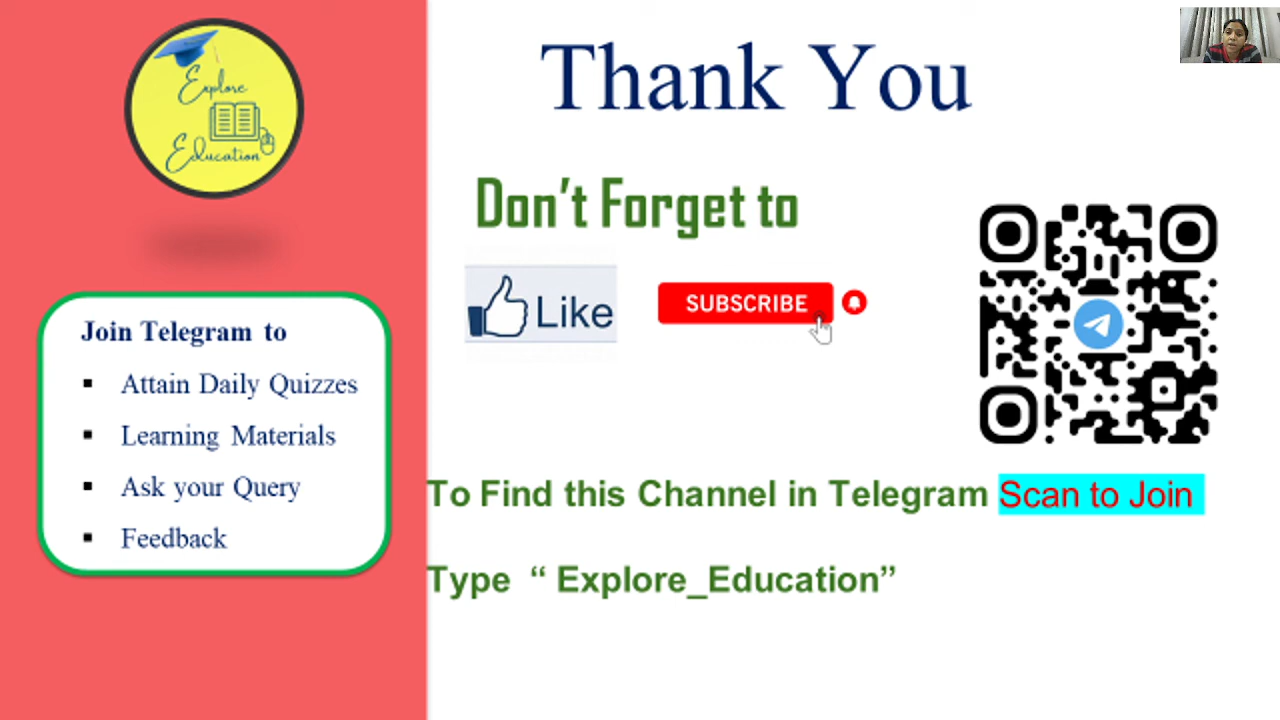 Explore
Education
Join Telegram to
Attain Daily Quizzes
Learning Materials
Ask your Query
Feedback
Thank You
Don't Forget to
Like
SUBSCRIBE
To Find this Channel in Telegram Scan to Join
Type “ Explore_Education”